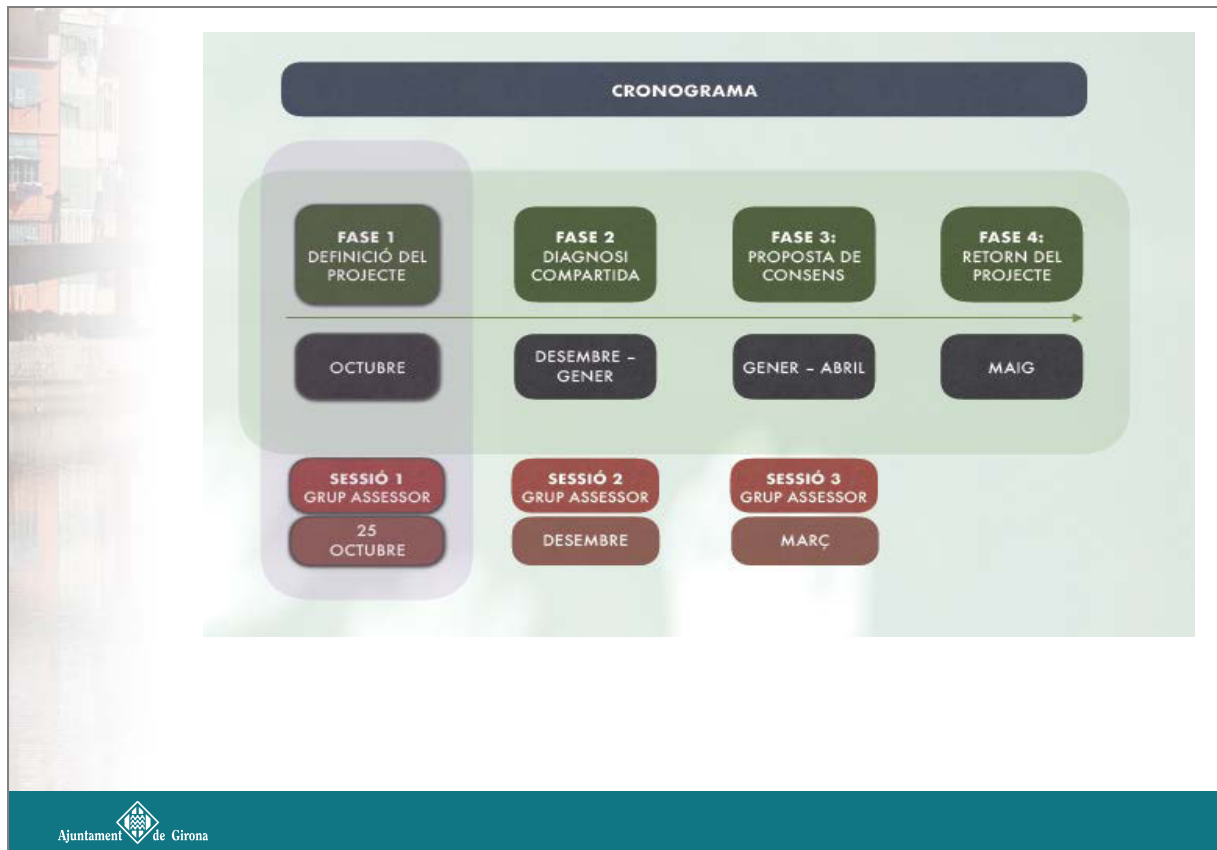 CRONOGRAMA
FASE 1
DEFINICIÓ DEL
PROJECTE
FASE 2
DIAGNOSI
COMPARTIDA
FASE 3:
PROPOSTA DE
CONSENS
FASE 4:
RETORN DEL
PROJECTE
OCTUBRE
DESEMBRE –
GENER
GENER – ABRIL
MAIG
SESSIÓ 1
GRUP ASSESSOR
25
OCTUBRE
SESSIÓ 2
GRUP ASSESSOR
DESEMBRE
SESSIÓ 3
GRUP ASSESSOR
MARÇ
Ajuntament de Girona